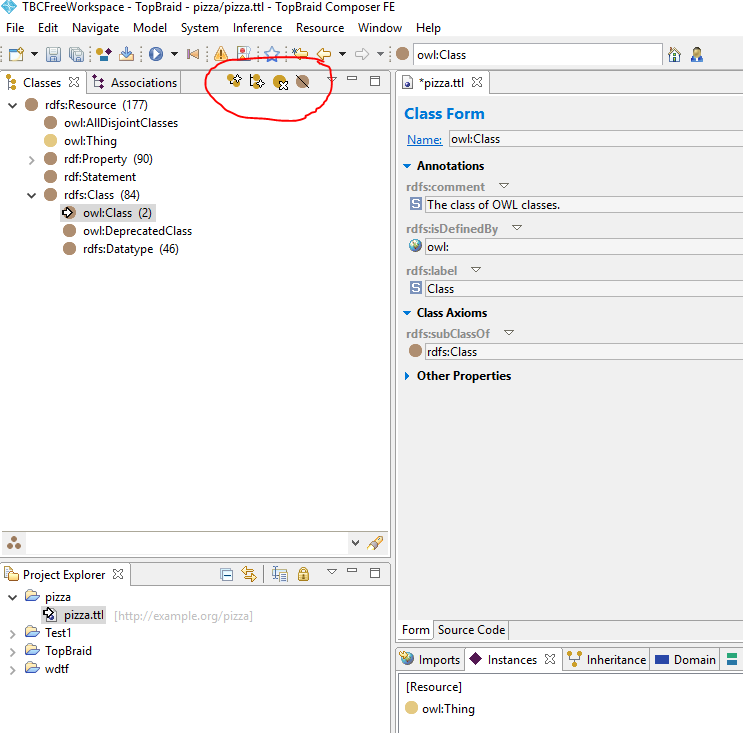 TBCFreeWorkspace - TopBraid - pizza/pizza.ttl - TopBraid Composer FE
File Edit Navigate Model System Inference Resource Window Help
owl:Class
Classes Associations
rdfs:Resource (177)
owl:AllDisjointClasses
owl:Thing
rdf:Property (90)
rdf:Statement
rdfs:Class (84)
owl:Class (2)
owl:DeprecatedClass
rdfs:Datatype (46)
*pizza.ttl
Class Form
Name: owl:Class
Annotations
rdfs:comment
S The class of OWL classes.
rdfs:isDefinedBy
owl:
rdfs:label
S Class
Class Axioms
rdfs:subClassOf
rdfs:Class
Other Properties
Form Source Code
Project Explorer
pizza
pizza.ttl [http://example.org/pizza]
Test1
TopBraid
wdtf
Imports Instances Inheritance Domain
[Resource]
owl:Thing